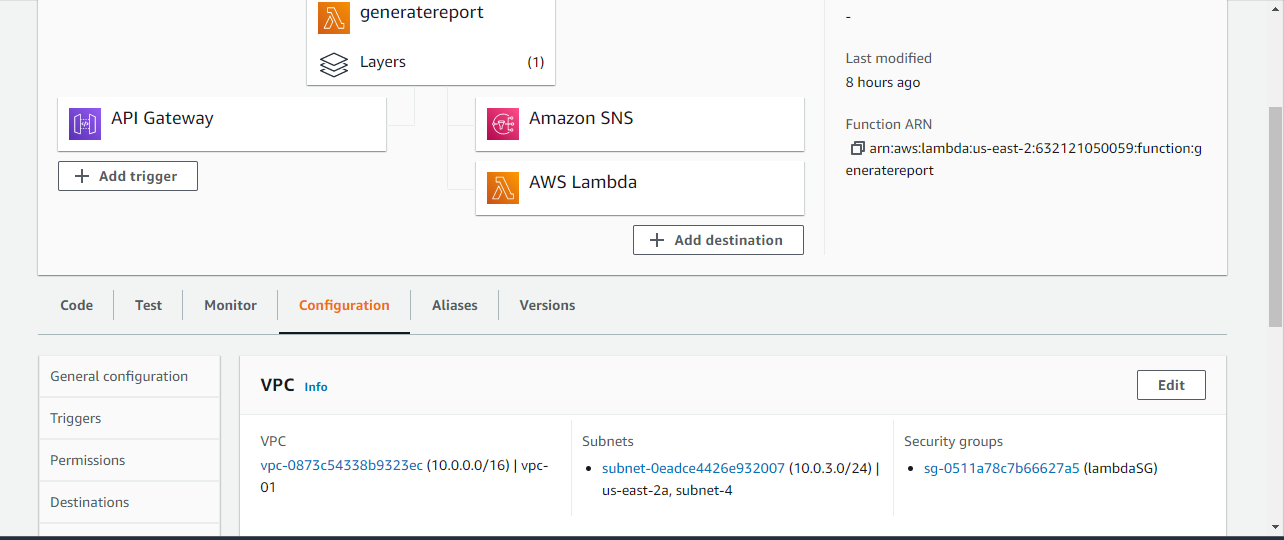 generatereport
Layers (1)
API Gateway
Add trigger
Amazon SNS
AWS Lambda
Add destination
-
Last modified
8 hours ago
Function ARN
arn:aws:lambda:us-east-2:632121050059:function:g
eneratereport
Code Test Monitor Configuration Aliases Versions
General configuration
Triggers
Permissions
Destinations
VPC Info Edit
VPC
vpc-0873c54338b9323ec (10.0.0.0/16) | vpc-
01
Subnets
• subnet-0eadce4426e932007 (10.0.3.0/24) |
us-east-2a, subnet-4
Security groups
• sg-0511a78c7b66627a5 (lambdaSG)